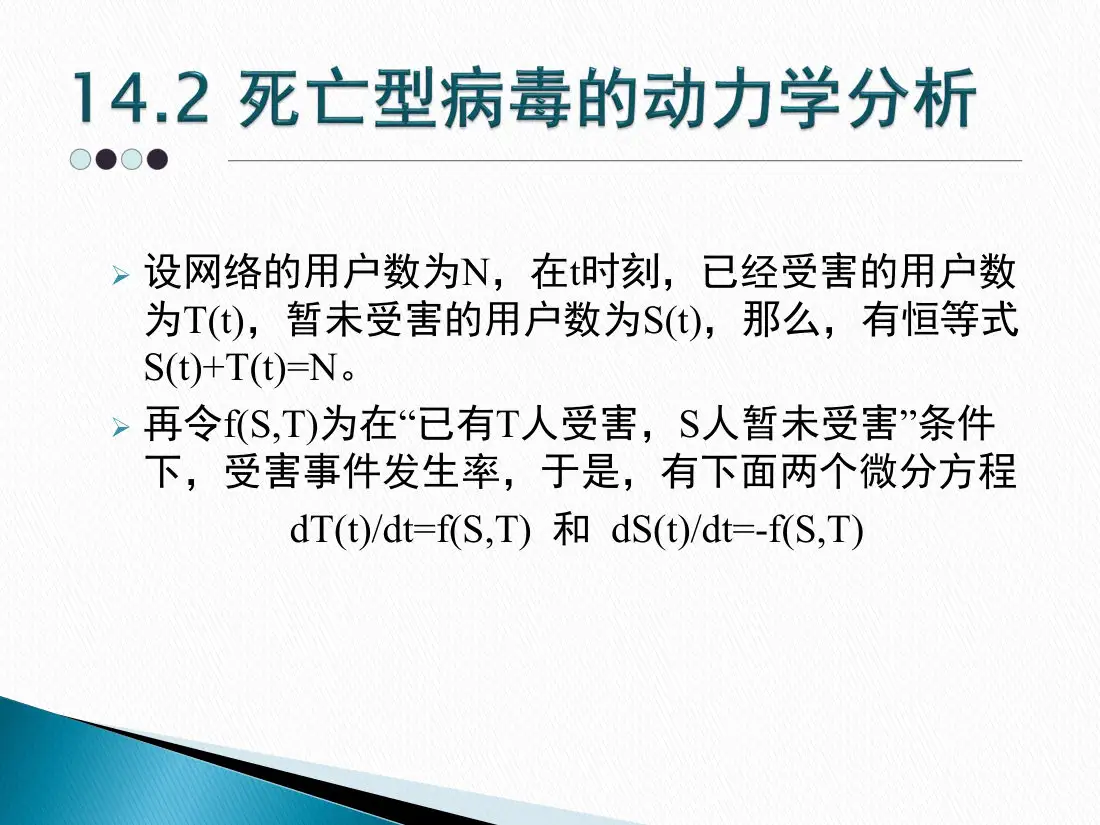 14.2 死亡型病毒的动力学分析
设网络的用户数为N，在t时刻，已经受害的用户数
为T(t)，暂未受害的用户数为S(t)，那么，有恒等式
S(t)+T(t)=N。
再令f(S,T)为在“已有T人受害，S人暂未受害”条件
下，受害事件发生率，于是，有下面两个微分方程
dT(t)/dt=f(S,T) 和 dS(t)/dt=-f(S,T)